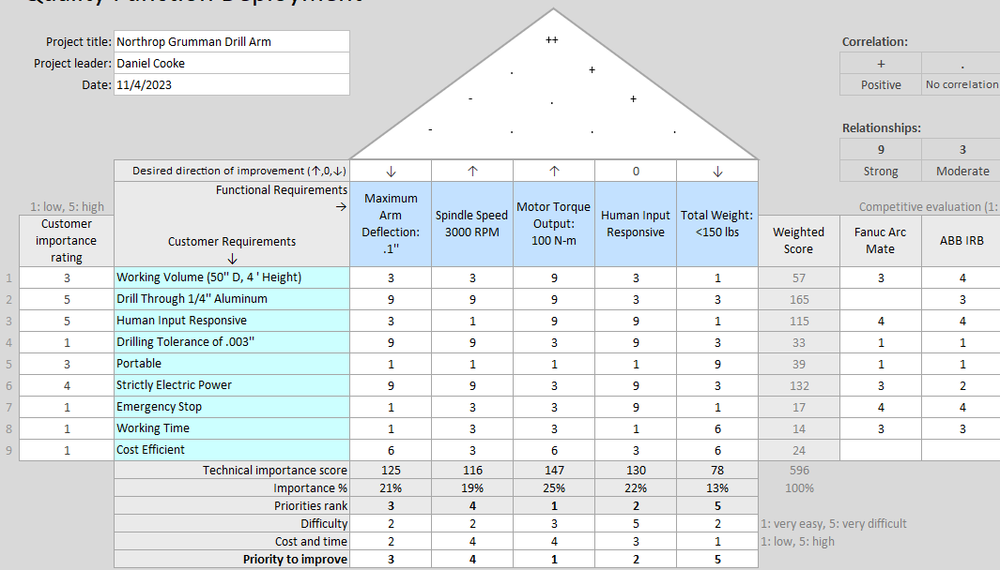 Quality Function Deployment
Project title: Northrop Grumman Drill Arm
Project leader: Daniel Cooke
Date: 11/4/2023
++
. +
- . +
- . . .
Correlation:
+ .
Positive No correlation
Relationships:
9 3
Strong Moderate
Desired direction of improvement (↑,0,↓) ↓ ↑ ↑ 0 ↓
1: low, 5: high
Customer importance rating
Functional Requirements →
Customer Requirements ↓
Maximum Arm Deflection: .1"
Spindle Speed 3000 RPM
Motor Torque Output: 100 N-m
Human Input Responsive
Total Weight: <150 lbs
Weighted Score
Competitive evaluation (1:
Fanuc Arc Mate
ABB IRB
1 3 Working Volume (50" D, 4 ' Height) 3 3 9 3 1 57 3 4
2 5 Drill Through 1/4" Aluminum 9 9 9 3 3 165 3
3 5 Human Input Responsive 3 1 9 9 1 115 4 4
4 1 Drilling Tolerance of .003" 9 9 3 9 3 33 1 1
5 3 Portable 1 1 1 1 9 39 1 1
6 4 Strictly Electric Power 9 9 3 9 3 132 3 2
7 1 Emergency Stop 1 3 3 9 1 17 4 4
8 1 Working Time 1 3 3 1 6 14 3 3
9 1 Cost Efficient 6 3 6 3 6 24
Technical importance score 125 116 147 130 78 596
Importance % 21% 19% 25% 22% 13% 100%
Priorities rank 3 4 1 2 5
Difficulty 2 2 3 5 2 1: very easy, 5: very difficult
Cost and time 2 4 4 3 1 1: low, 5: high
Priority to improve 3 4 1 2 5